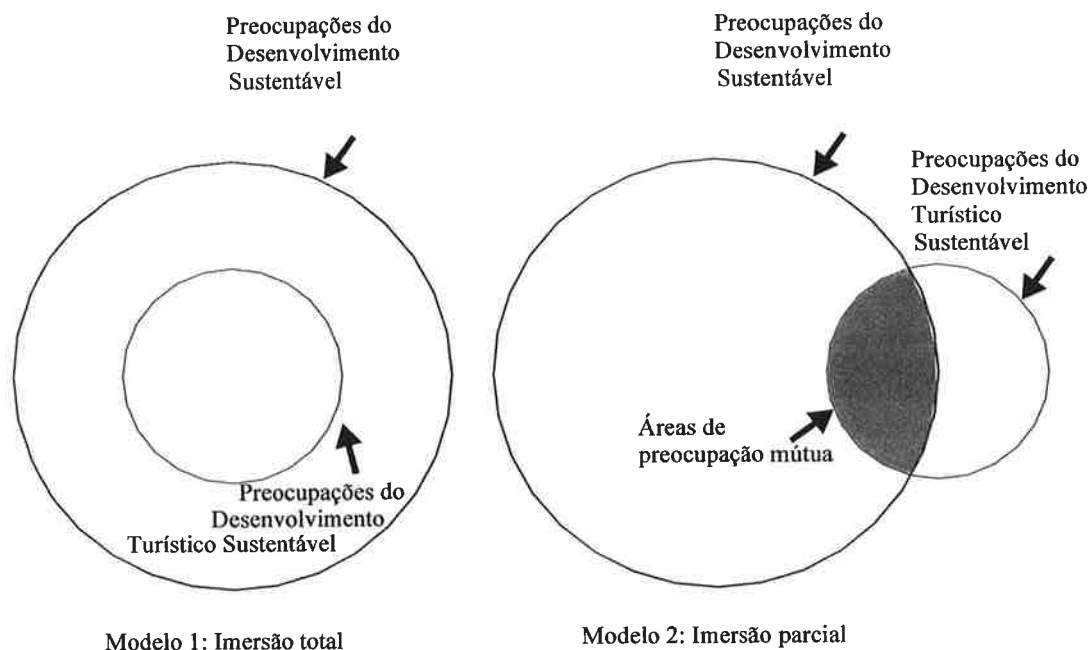 Preocupações do
Desenvolvimento
Sustentável
Preocupações do
Desenvolvimento
Turístico Sustentável
Modelo 1: Imersão total
Preocupações do
Desenvolvimento
Sustentável
Preocupações do
Desenvolvimento
Turístico
Sustentável
Áreas de
preocupação mútua
Modelo 2: Imersão parcial